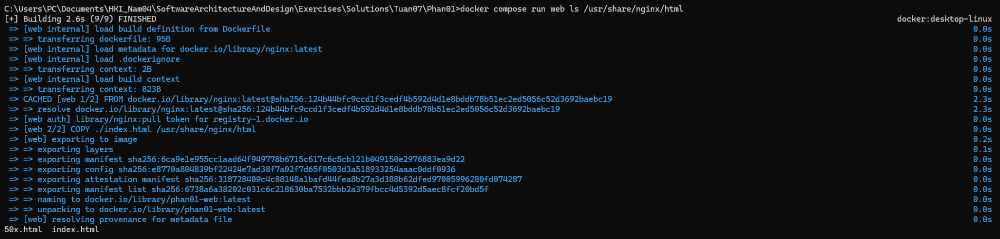 C:\Users\PC\Documents\HKI_Nam04\SoftwareArchitectureAndDesign\Exercises\Solutions\Tuan07\Phan01>docker compose run web ls /usr/share/nginx/html
[+] Building 2.6s (9/9) FINISHED docker:desktop-linux
=> [web internal] load build definition from Dockerfile 0.0s
=> => transferring dockerfile: 95B 0.0s
=> [web internal] load metadata for docker.io/library/nginx:latest 0.0s
=> [web internal] load .dockerignore 0.0s
=> => transferring context: 2B 0.0s
=> [web internal] load build context 0.0s
=> => transferring context: 823B 0.0s
=> CACHED [web 1/2] FROM docker.io/library/nginx:latest@sha256:124b44bfc9ccd1f3cedf4b592d4d1e8bddb78b51ec2ed5056c52d3692baebc19 2.3s
=> => resolve docker.io/library/nginx:latest@sha256:124b44bfc9ccd1f3cedf4b592d4d1e8bddb78b51ec2ed5056c52d3692baebc19 2.3s
=> [web auth] library/nginx:pull token for registry-1.docker.io 0.0s
=> [web 2/2] COPY ./index.html /usr/share/nginx/html 0.0s
=> [web] exporting to image 0.2s
=> => exporting layers 0.1s
=> => exporting manifest sha256:6ca9e1e955cc1aad64f949778b6715c617c6c5cb121b049150e2976883ea9d22 0.0s
=> => exporting config sha256:e8770a804839bf22424e7ad38f7a02f7d65f0503d3a518933254aaac0ddf0936 0.0s
=> => exporting attestation manifest sha256:318728409c4c88148a1bafd44fea8b27a3d388b62dfed97005996280fd074287 0.0s
=> => exporting manifest list sha256:6738a6a38202c031c6c218630ba7532bbb2a379fbcc4d5392d5aec8fcf20bd5f 0.0s
=> => naming to docker.io/library/phan01-web:latest 0.0s
=> => unpacking to docker.io/library/phan01-web:latest 0.0s
=> [web] resolving provenance for metadata file 0.0s
50x.html index.html